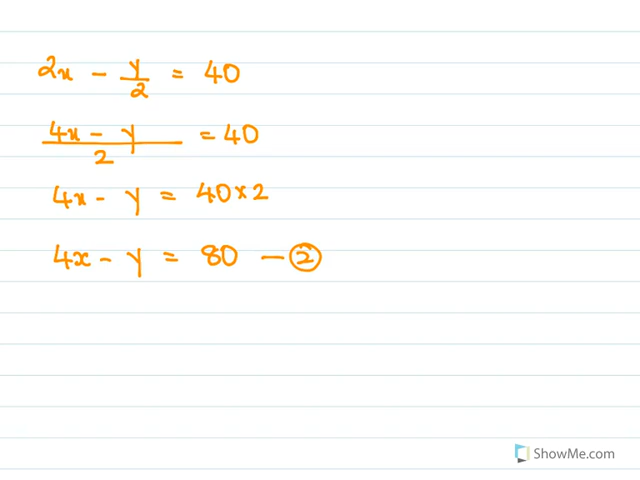 2x - y/2 = 40
(4x - y)/2 = 40
4x - y = 40 × 2
4x - y = 80 — ②
ShowMe.com